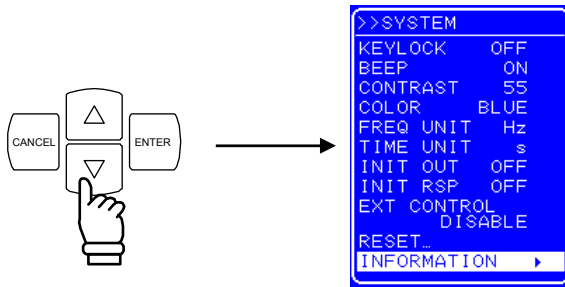 CANCEL
ENTER
>>SYSTEM
KEYLOCK OFF
BEEP ON
CONTRAST 55
COLOR BLUE
FREQ UNIT Hz
TIME UNIT s
INIT OUT OFF
INIT RSP OFF
EXT CONTROL
DISABLE
RESET…
INFORMATION